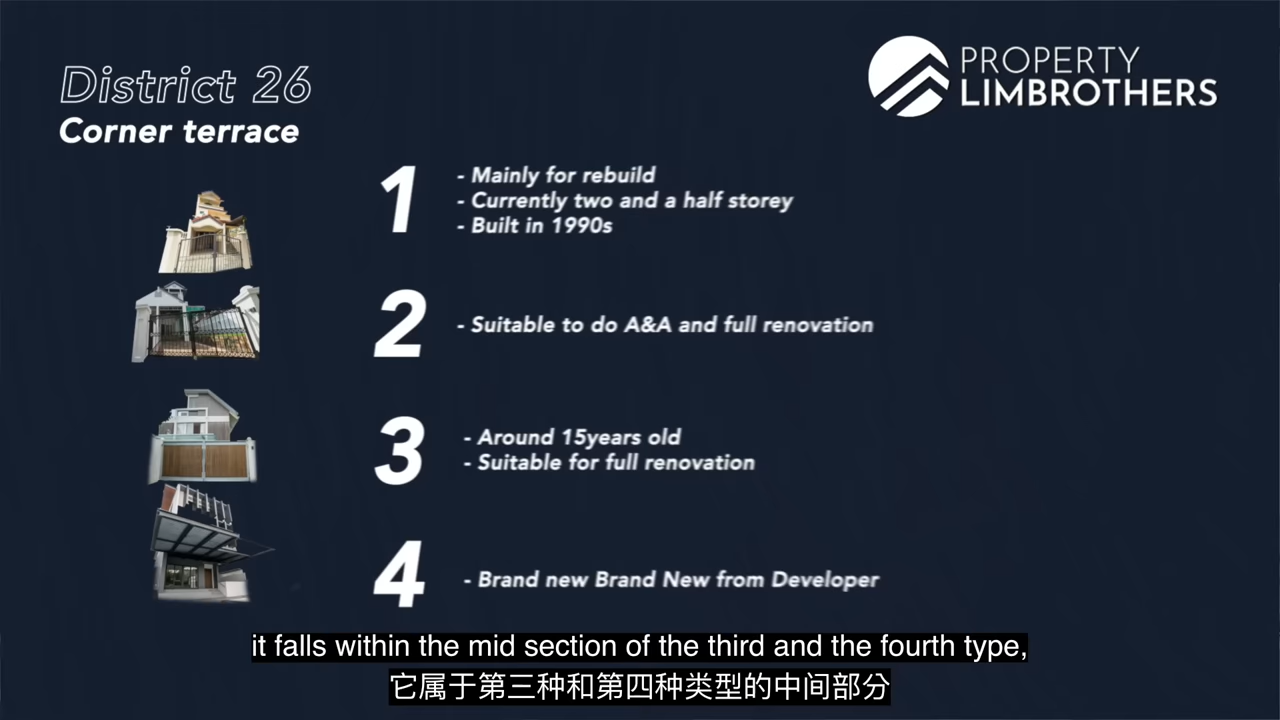 District 26
Corner terrace
PROPERTY
LIMBROTHERS
1
- Mainly for rebuild
- Currently two and a half storey
- Built in 1990s
2
- Suitable to do A&A and full renovation
3
- Around 15years old
- Suitable for full renovation
4
- Brand new Brand New from Developer
it falls within the mid section of the third and the fourth type,
它属于第三种和第四种类型的中间部分